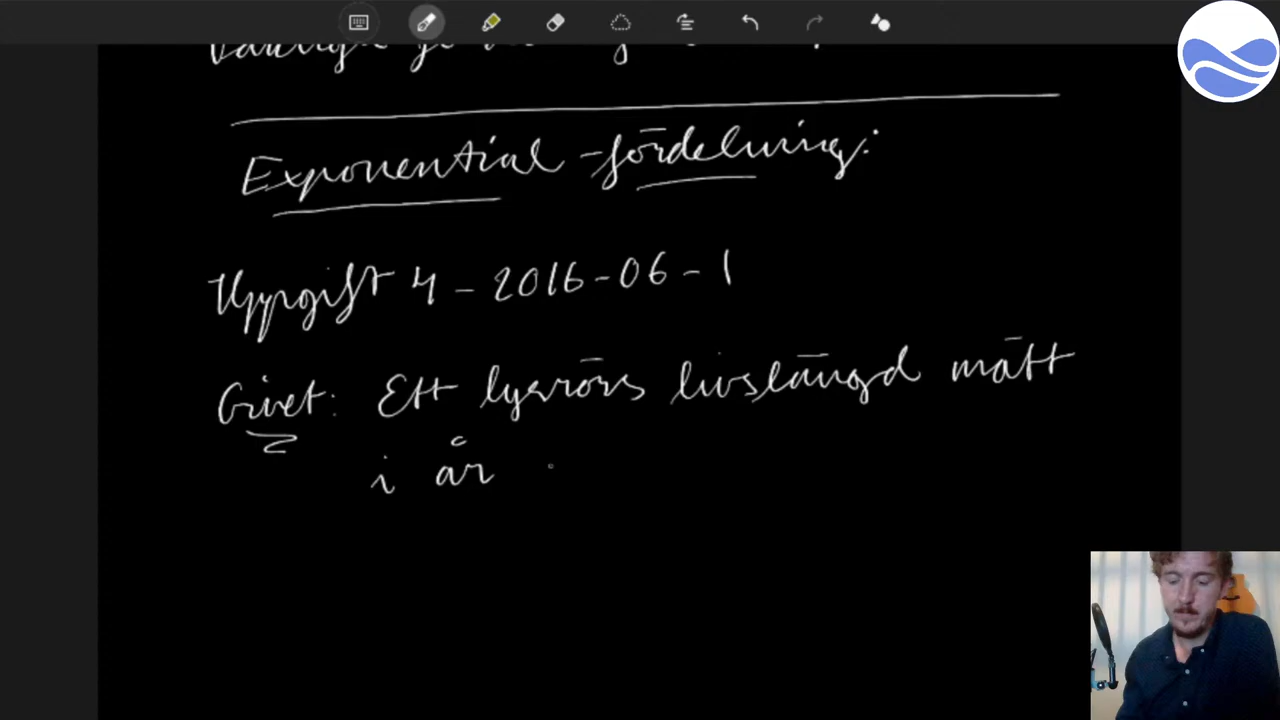 Exponential-fördelning:
Uppgift 4 - 2016-06-1
Givet: Ett lysrörs livslängd mätt
i år